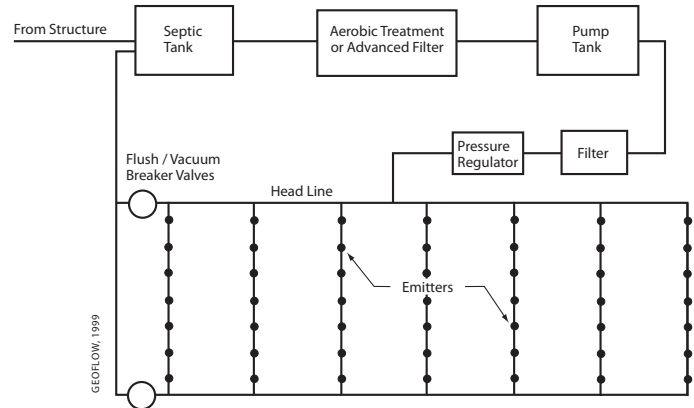 From Structure
Septic
Tank
Aerobic Treatment
or Advanced Filter
Pump
Tank
Pressure
Regulator
Filter
Flush / Vacuum
Breaker Valves
Head Line
Emitters
GEOFLOW, 1999